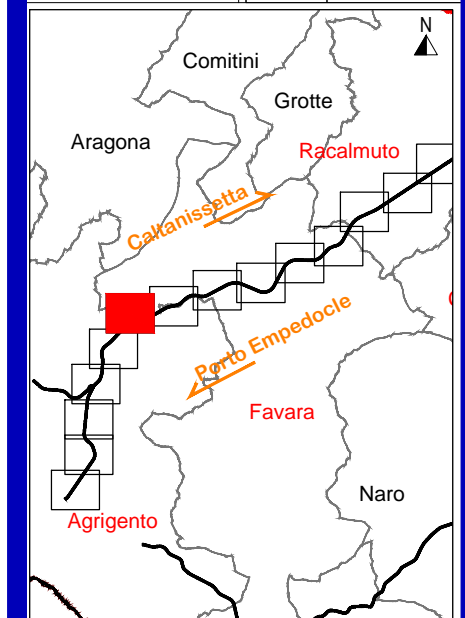 N
Comitini
Grotte
Aragona
Racalmuto
Caltanissetta
Porto Empedocle
Favara
Naro
Agrigento